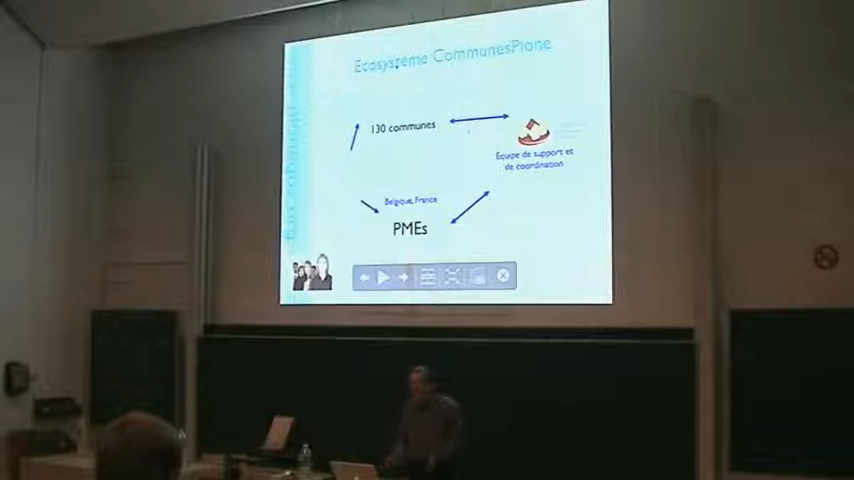 Ecosystème CommunesPlone
130 communes
Equipe de support et
de coordination
Belgique, France
PMEs